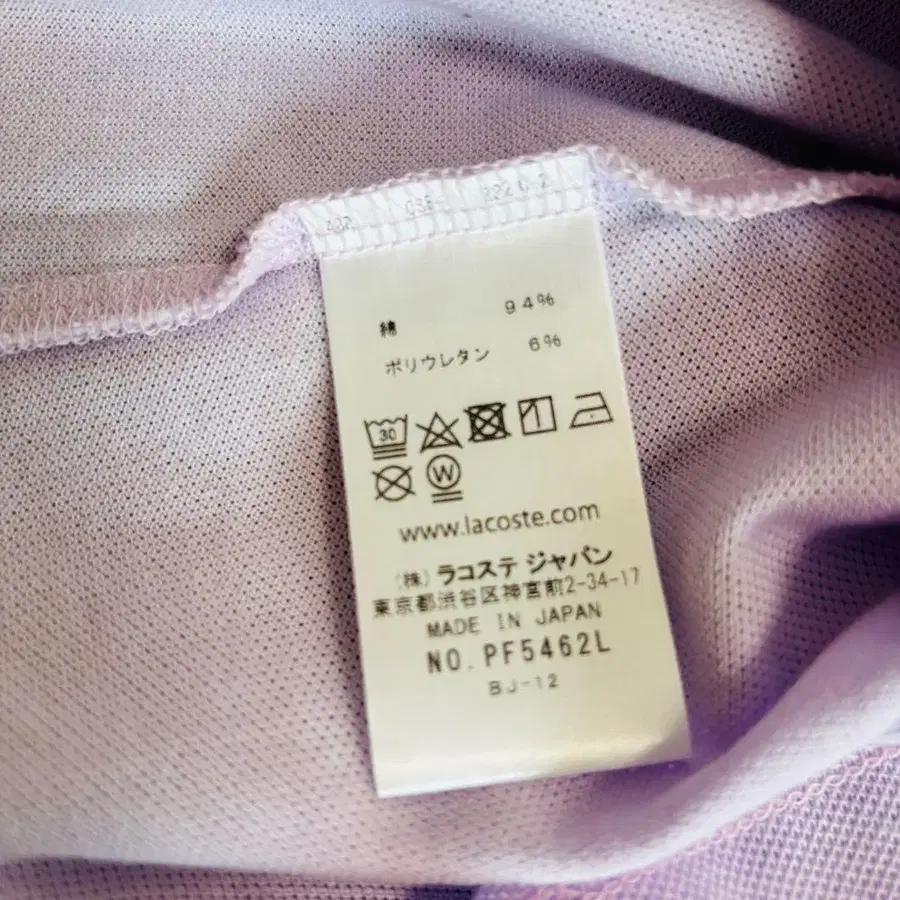 綿 94%
ポリウレタン 6%
30
W
www.lacoste.com
(株) ラコステ ジャパン
東京都渋谷区神宮前2-34-17
MADE IN JAPAN
NO. PF5462L
BJ-12